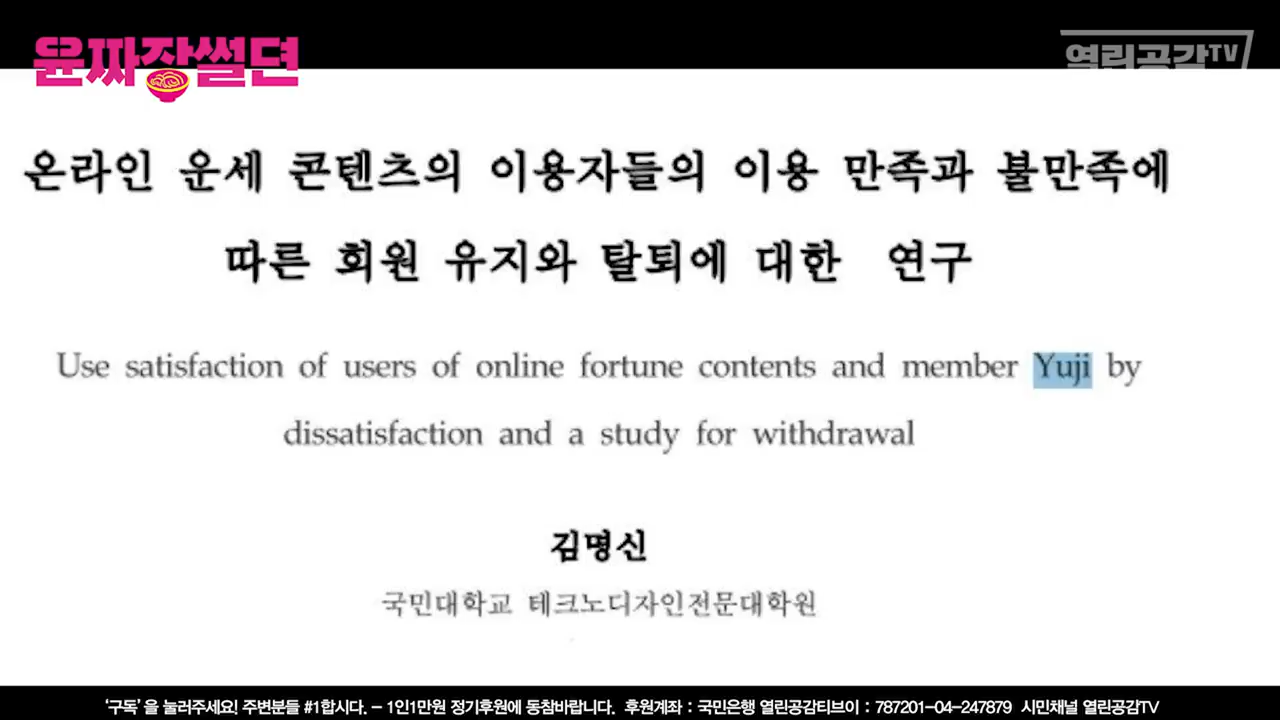 윤짜장썰뎐
열린공감TV
온라인 운세 콘텐츠의 이용자들의 이용 만족과 불만족에
따른 회원 유지와 탈퇴에 대한 연구
Use satisfaction of users of online fortune contents and member Yuji by
dissatisfaction and a study for withdrawal
김명신
국민대학교 테크노디자인전문대학원
‘구독’을 눌러주세요! 주변분들 #1합시다. - 1인1만원 정기후원에 동참바랍니다. 후원계좌 : 국민은행 열린공감티브이 : 787201-04-247879 시민채널 열린공감TV